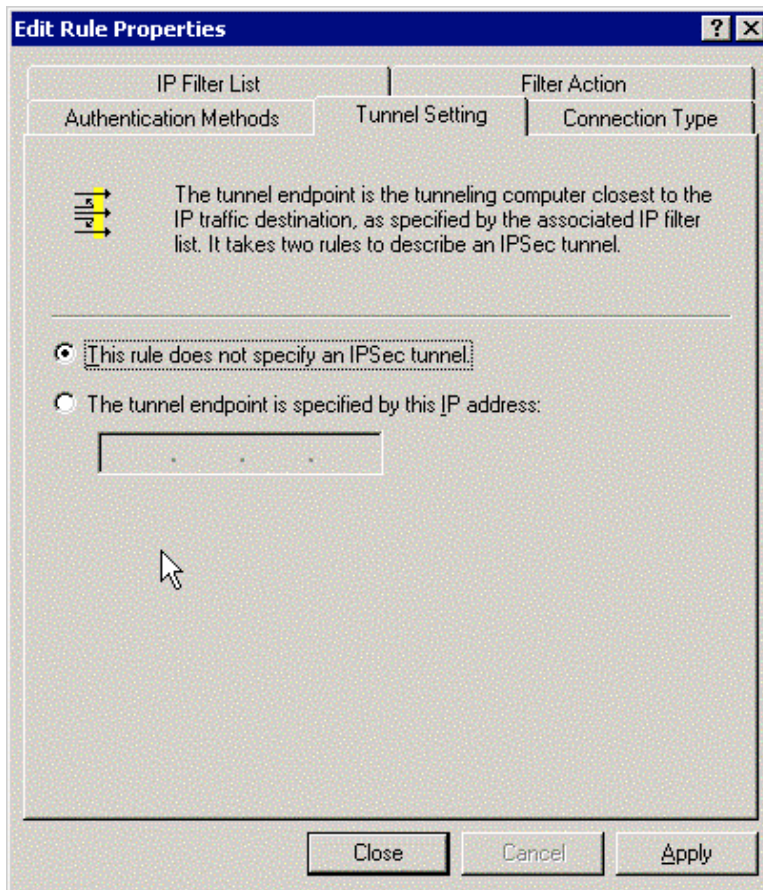 Edit Rule Properties
IP Filter List
Filter Action
Authentication Methods
Tunnel Setting
Connection Type
The tunnel endpoint is the tunneling computer closest to the
IP traffic destination, as specified by the associated IP filter
list. It takes two rules to describe an IPSec tunnel.
This rule does not specify an IPSec tunnel.
The tunnel endpoint is specified by this IP address:
. . .
Close
Cancel
Apply